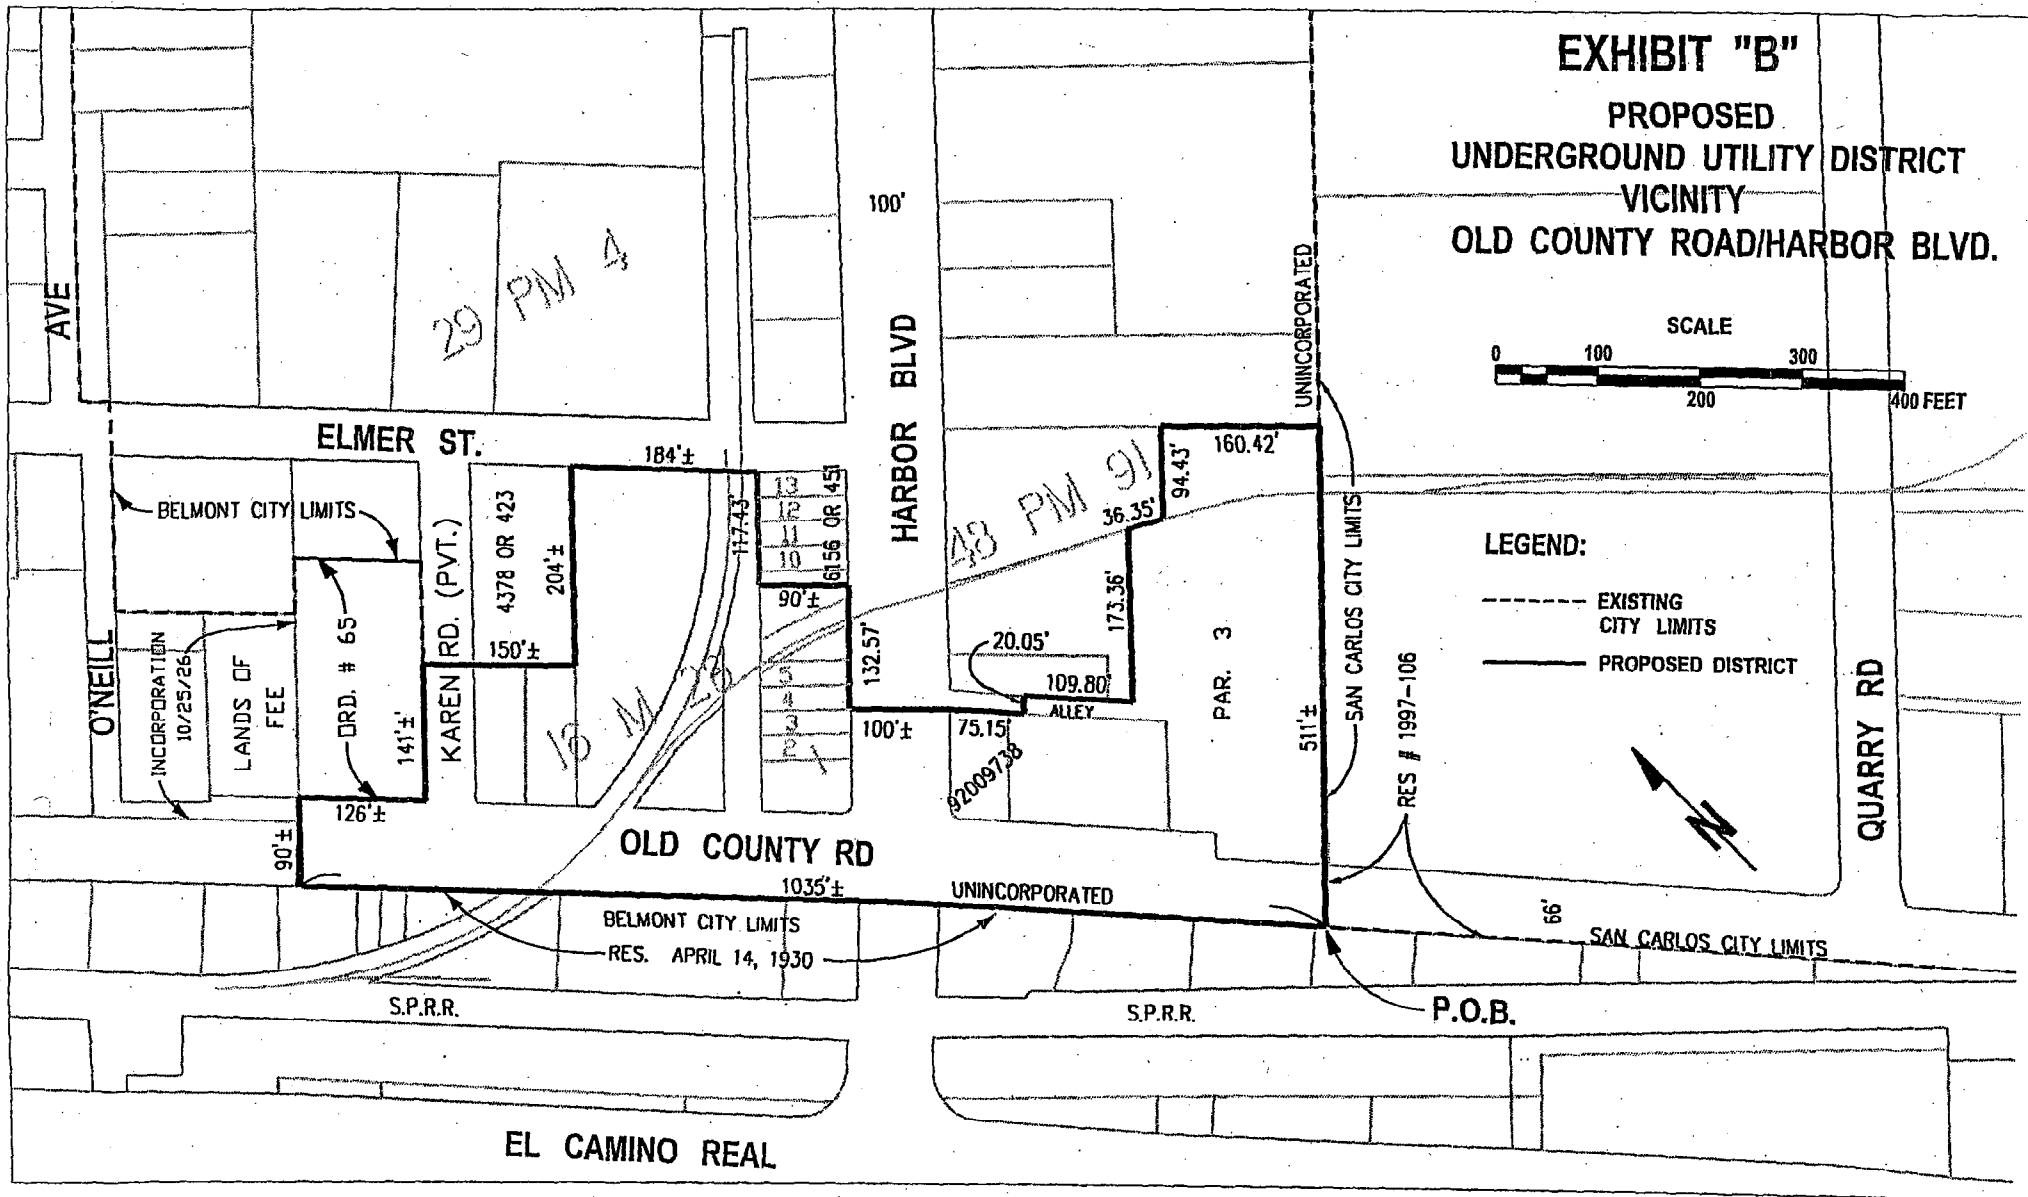 EXHIBIT "B"
PROPOSED
UNDERGROUND UTILITY DISTRICT
VICINITY
OLD COUNTY ROAD/HARBOR BLVD.
SCALE
0 100 300
200 400 FEET
100'
UNINCORPORATED
AVE
29 PM 4
HARBOR BLVD
ELMER ST.
184'±
160.42'
94.43'
36.35'
48 PM 91
BELMONT CITY LIMITS
KAREN RD. (PVT.)
4378 OR 423
204'±
117.43'
13
12
11
10
6156 OR 451
90'±
SAN CARLOS CITY LIMITS
LEGEND:
EXISTING
CITY LIMITS
PROPOSED DISTRICT
O'NEILL
INCORPORATION
10/25/26
LANDS OF
FEE
ORD. # 65
141'±
150'±
16 M 26
5
4
3
2
1
132.57'
20.05'
173.36'
109.80'
ALLEY
100'±
75.15'
92009738
PAR. 3
511'±
RES # 1997-106
N
QUARRY RD
126'±
90'±
OLD COUNTY RD
1035'±
UNINCORPORATED
66'
BELMONT CITY LIMITS
RES. APRIL 14, 1930
SAN CARLOS CITY LIMITS
S.P.R.R.
S.P.R.R.
P.O.B.
EL CAMINO REAL